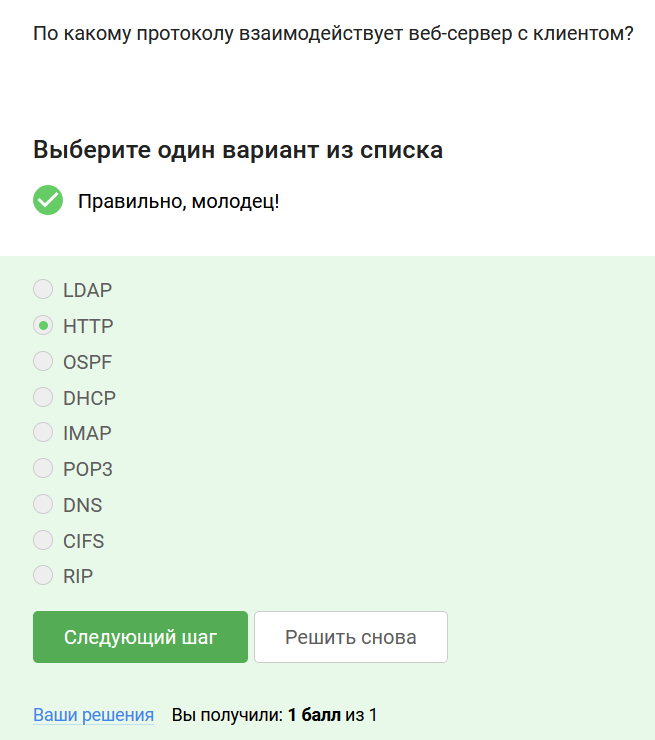 По какому протоколу взаимодействует веб-сервер с клиентом?
Выберите один вариант из списка
Правильно, молодец!
LDAP
HTTP
OSPF
DHCP
IMAP
POP3
DNS
CIFS
RIP
Следующий шаг
Решить снова
Ваши решения Вы получили: 1 балл из 1